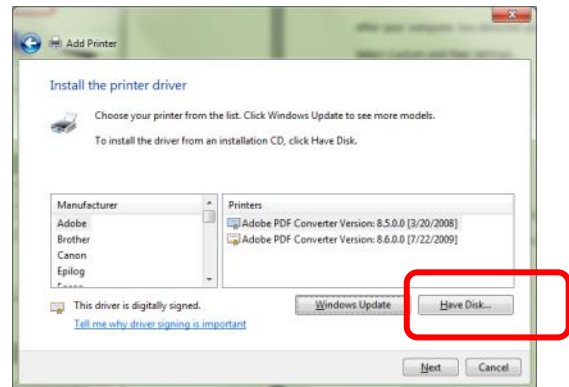 Add Printer
Install the printer driver
Choose your printer from the list. Click Windows Update to see more models.
To install the driver from an installation CD, click Have Disk.
Manufacturer
Adobe
Brother
Canon
Epilog
Printers
Adobe PDF Converter Version: 8.5.0.0 [3/20/2008]
Adobe PDF Converter Version: 8.6.0.0 [7/22/2009]
This driver is digitally signed.
Tell me why driver signing is important
Windows Update
Have Disk...
Next
Cancel